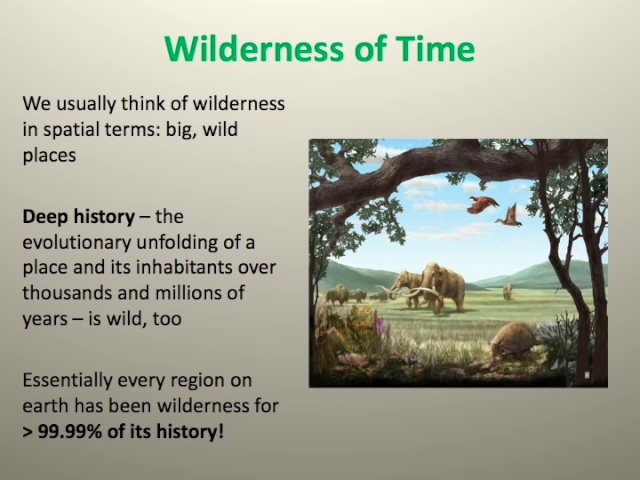 Wilderness of Time
We usually think of wilderness
in spatial terms: big, wild
places
Deep history – the
evolutionary unfolding of a
place and its inhabitants over
thousands and millions of
years – is wild, too
Essentially every region on
earth has been wilderness for
> 99.99% of its history!